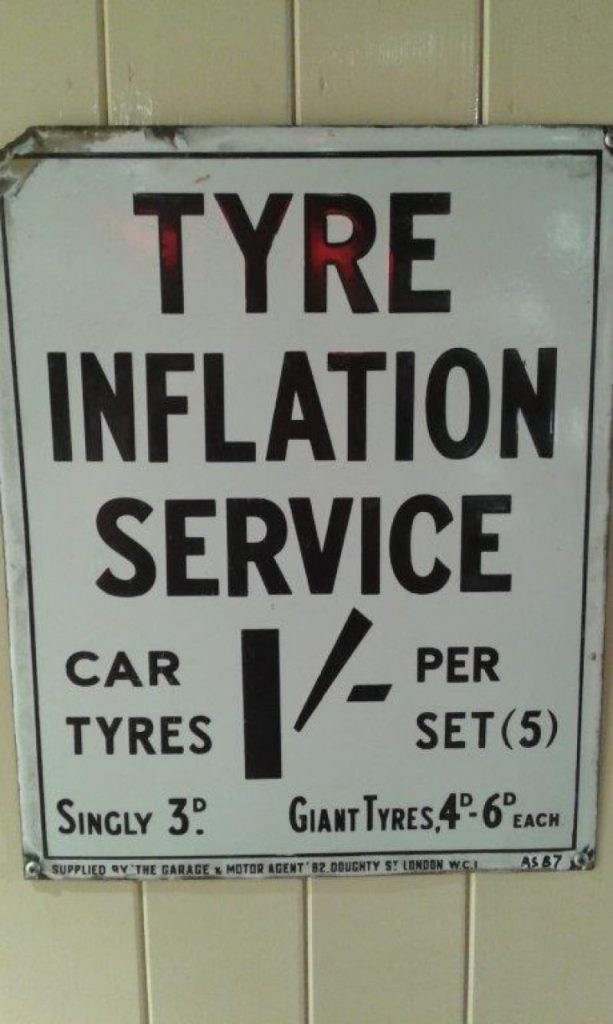 TYRE
INFLATION
SERVICE
CAR TYRES 1/- PER SET (5)
SINGLY 3D. GIANT TYRES, 4D-6D EACH
SUPPLIED BY 'THE GARAGE & MOTOR AGENT' 82. DOUGHTY ST LONDON W.C.1 AS 87